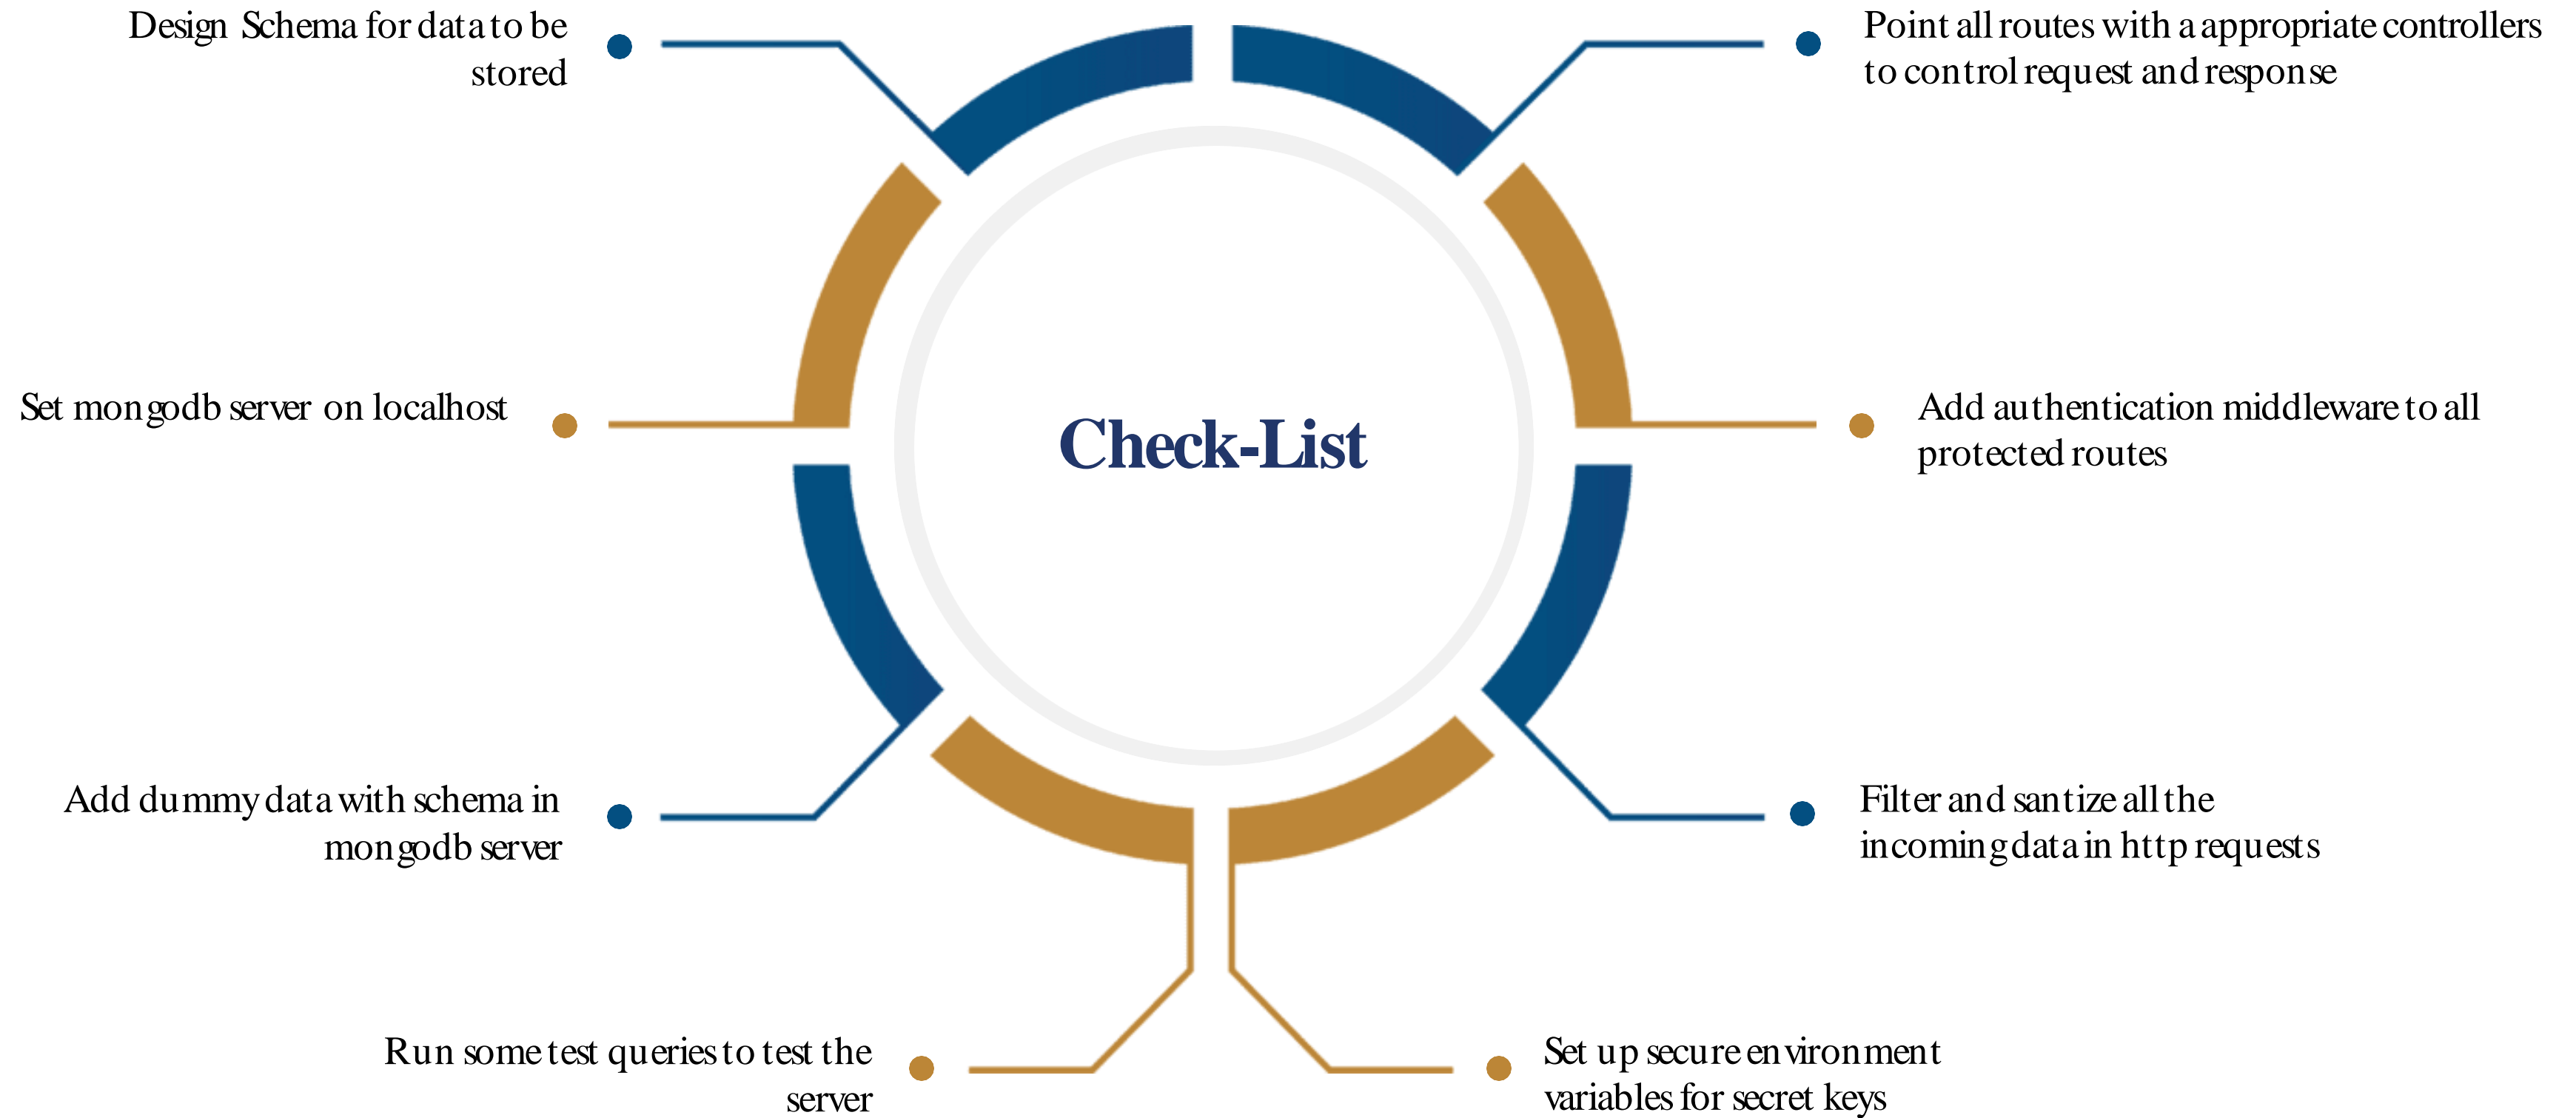 Design Schema for data to be
stored
Set mongodb server on localhost
Add dummy data with schema in
mongodb server
Run some test queries to test the
server
Check-List
Point all routes with a appropriate controllers
to control request and response
Add authentication middleware to all
protected routes
Filter and santize all the
incoming data in http requests
Set up secure environment
variables for secret keys